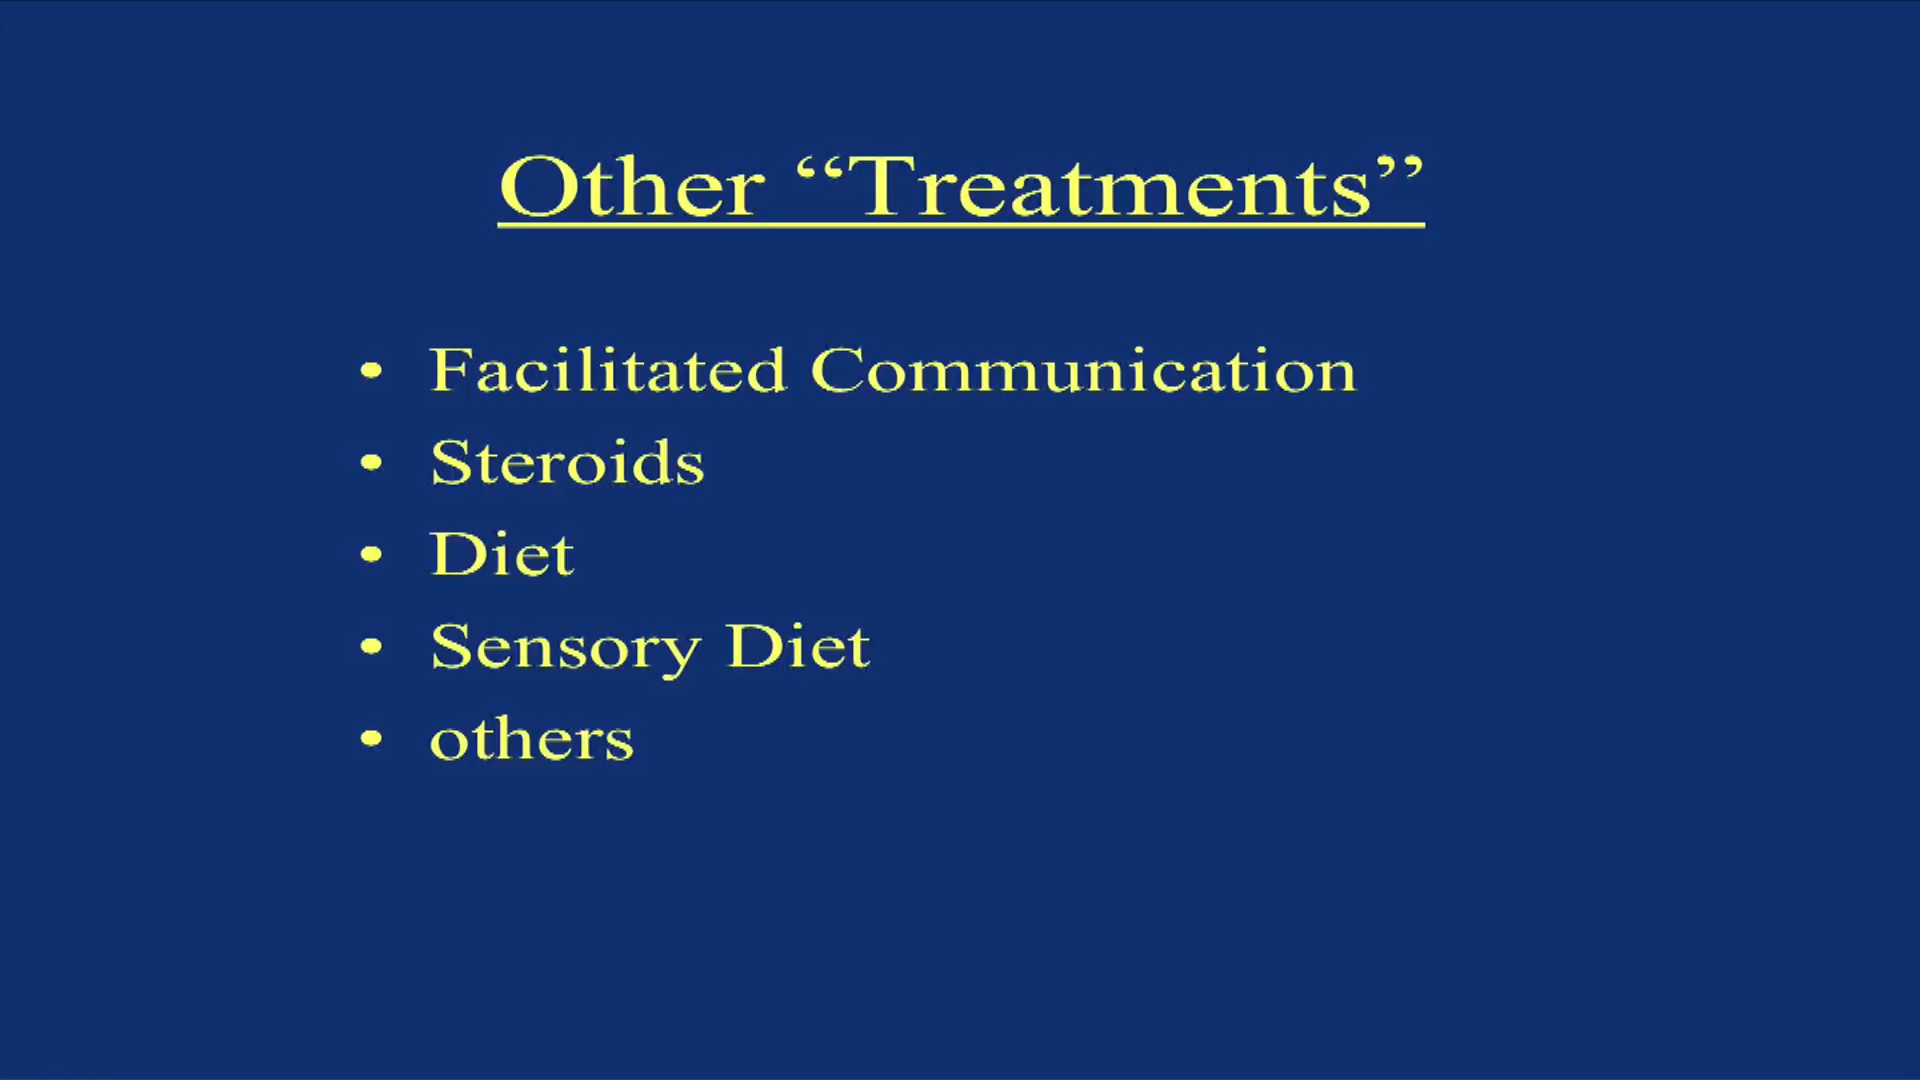 Other “Treatments”
• Facilitated Communication
• Steroids
• Diet
• Sensory Diet
• others